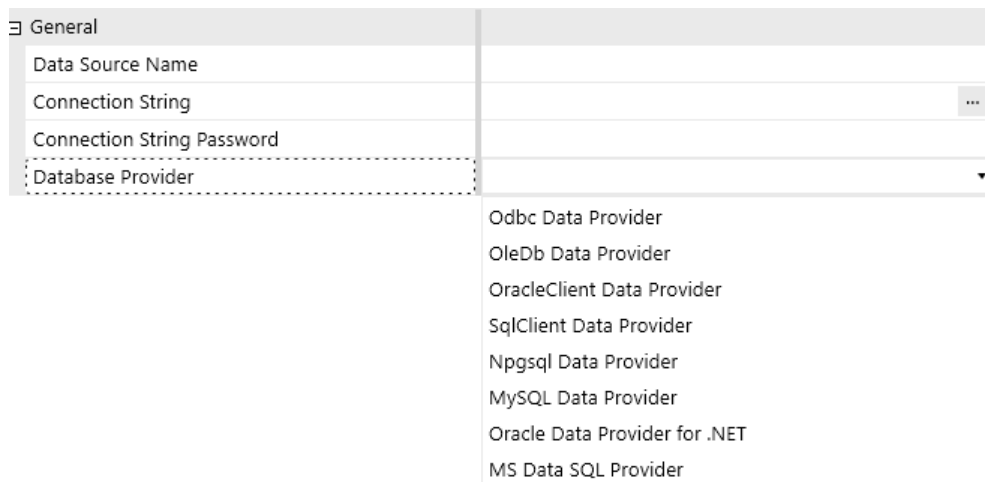 General
Data Source Name
Connection String
...
Connection String Password
Database Provider
Odbc Data Provider
OleDb Data Provider
OracleClient Data Provider
SqlClient Data Provider
Npgsql Data Provider
MySQL Data Provider
Oracle Data Provider for .NET
MS Data SQL Provider